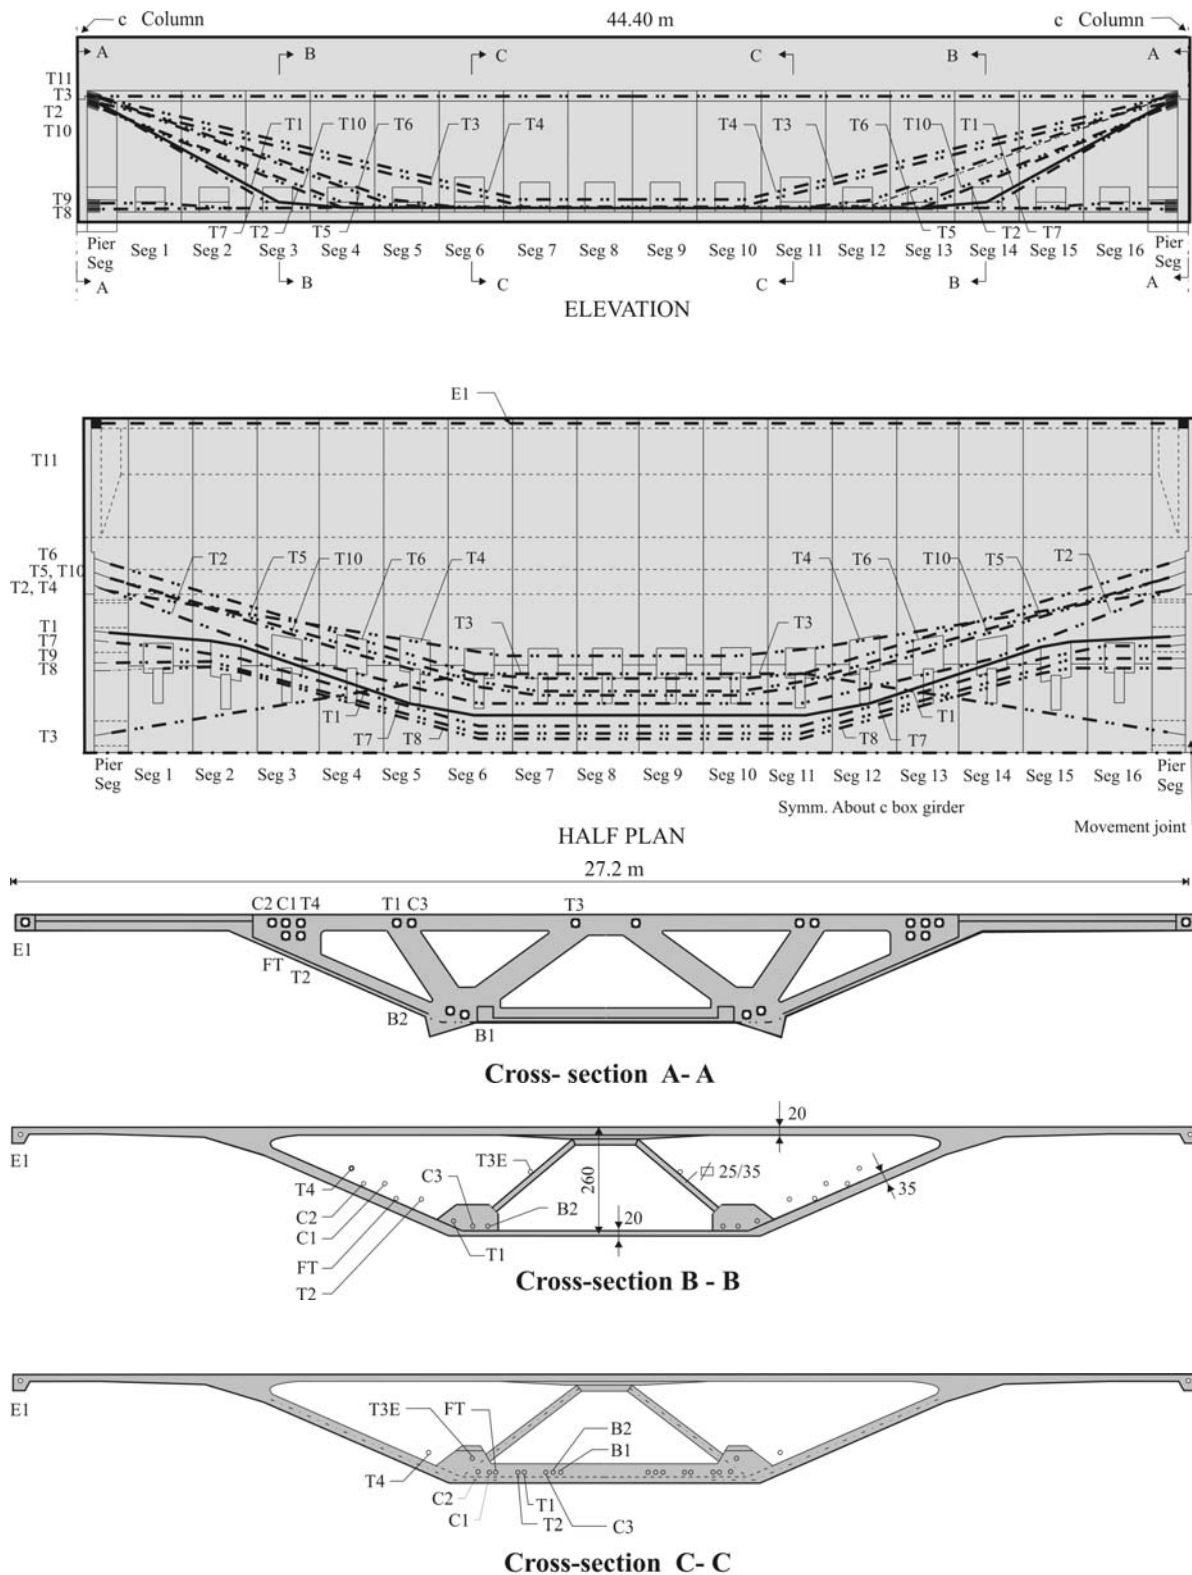 c Column 44.40 m c Column
A B C C B A
T11
T3
T2
T10
T1 T10 T6 T3 T4 T4 T3 T6 T10 T1
T9
T8
T7 T2 T5 T5 T2 T7
Pier Seg Seg 1 Seg 2 Seg 3 Seg 4 Seg 5 Seg 6 Seg 7 Seg 8 Seg 9 Seg 10 Seg 11 Seg 12 Seg 13 Seg 14 Seg 15 Seg 16 Pier Seg
A B C C B A
ELEVATION
E1
T11
T6
T5, T10
T2, T4
T2 T5 T10 T6 T4 T4 T6 T10 T5 T2
T1
T7
T9
T8
T3 T3
T3
T1 T7 T8 T8 T7 T1
Pier Seg Seg 1 Seg 2 Seg 3 Seg 4 Seg 5 Seg 6 Seg 7 Seg 8 Seg 9 Seg 10 Seg 11 Seg 12 Seg 13 Seg 14 Seg 15 Seg 16 Pier Seg
Symm. About c box girder
Movement joint
HALF PLAN
27.2 m
C2 C1 T4 T1 C3 T3
E1
FT
T2
B2
B1
Cross- section A- A
20
E1
T3E
25/35
C3
260
T4
35
C2
B2
20
C1
T1
FT
T2
Cross-section B - B
E1
T3E FT
B2
B1
T4
C2
T1
C1
T2
C3
Cross-section C- C